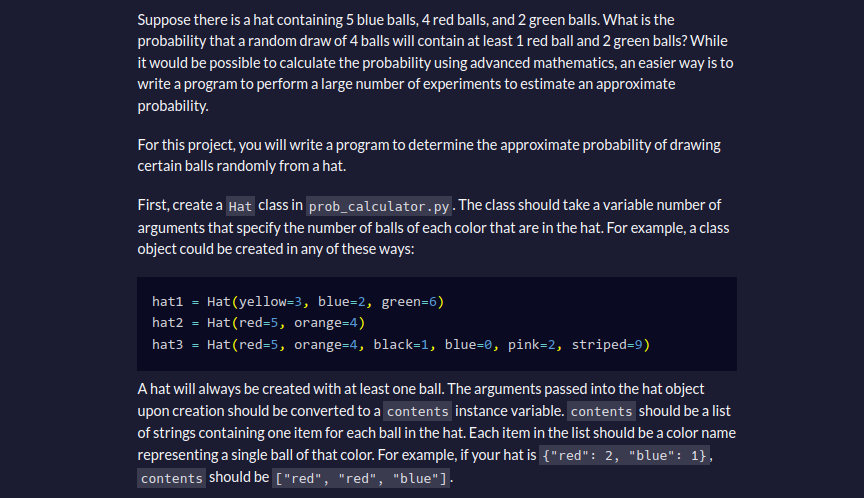 Suppose there is a hat containing 5 blue balls, 4 red balls, and 2 green balls. What is the
probability that a random draw of 4 balls will contain at least 1 red ball and 2 green balls? While
it would be possible to calculate the probability using advanced mathematics, an easier way is to
write a program to perform a large number of experiments to estimate an approximate
probability.
For this project, you will write a program to determine the approximate probability of drawing
certain balls randomly from a hat.
First, create a Hat class in prob_calculator.py. The class should take a variable number of
arguments that specify the number of balls of each color that are in the hat. For example, a class
object could be created in any of these ways:
hat1 = Hat(yellow=3, blue=2, green=6)
hat2 = Hat(red=5, orange=4)
hat3 = Hat(red=5, orange=4, black=1, blue=0, pink=2, striped=9)
A hat will always be created with at least one ball. The arguments passed into the hat object
upon creation should be converted to a contents instance variable. contents should be a list
of strings containing one item for each ball in the hat. Each item in the list should be a color name
representing a single ball of that color. For example, if your hat is {"red": 2, "blue": 1},
contents should be ["red", "red", "blue"].